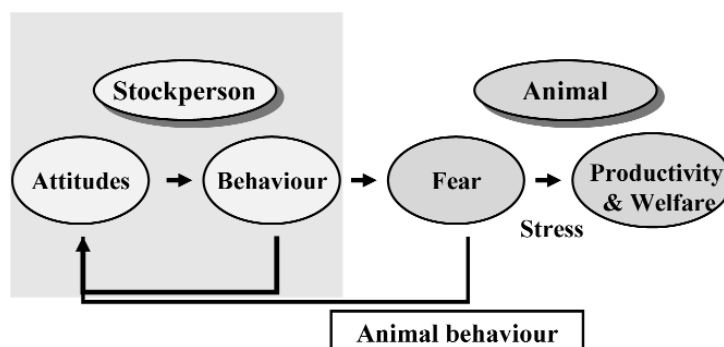 Stockperson
Animal
Attitudes
Behaviour
Fear
Productivity
& Welfare
Stress
Animal behaviour